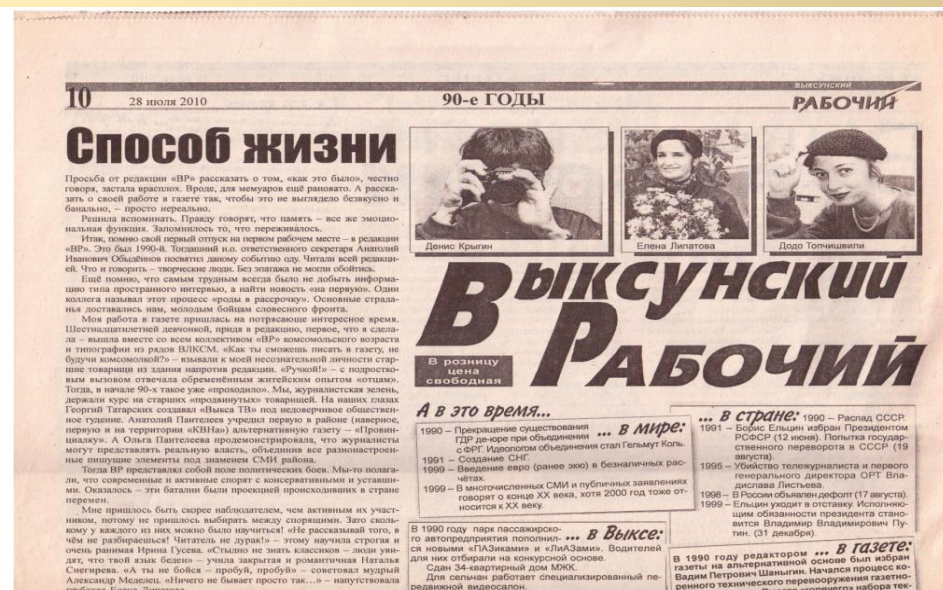 10
28 июля 2010
90-е ГОДЫ
ВЫКСУНСКИЙ
РАБОЧИЙ
Способ жизни
Просьба от редакции «ВР» рассказать о том, «как это было», честно
говоря, застала врасплох. Вроде, для мемуаров ещё рановато. А расска-
зать о своей работе в газете так, чтобы это не выглядело безвкусно и
банально, – просто нереально.
Решила вспоминать. Правду говорят, что память – все же эмоцио-
нальная функция. Запомнилось то, что переживалось.
Итак, помню свой первый отпуск на первом рабочем месте – в редакции
«ВР». Это был 1990-й. Тогдашний и.о. ответственного секретаря Анатолий
Иванович Обыдённов посвятил даному событию оду. Читали всей редакци-
ей. Что и говорить – творческие люди. Без эпатажа не могли обойтись.
Ещё помню, что самым трудным всегда было не добыть информа-
цию типа пространного интервью, а найти новость «на первую». Один
коллега называл этот процесс «роды в рассрочку». Основные страда-
нья доставались нам, молодым бойцам словесного фронта.
Моя работа в газете пришлась на потрясающе интересное время.
Шестнадцатилетней девчонкой, придя в редакцию, первое, что я сдела-
ла – вышла вместе со всем коллективом «ВР» комсомольского возраста
и типографии из рядов ВЛКСМ. «Как ты сможешь писать в газету, не
будучи комсомолкой?» – взывали к моей несознательной личности стар-
шие товарищи из здания напротив редакции. «Ручкой!» – с подростко-
вым вызовом отвечала обременённым житейским опытом «отцам».
Тогда, в начале 90-х такое уже «проходило». Мы, журналистская зелень,
держали курс на старших «продвинутых» товарищей. На наших глазах
Георгий Татарских создавал «Выкса ТВ» под недоверчивое обществен-
ное гудение. Анатолий Пантелеев учредил первую в районе (наверное,
первую и на территории «КВНа») альтернативную газету – «Провин-
циалку». А Ольга Пантелеева продемонстрировала, что журналисты
могут представлять реальную власть, объединив все разнонастроен-
ные пишущие элементы под знаменем СМИ района.
Тогда ВР представлял собой поле политических боев. Мы-то полага-
ли, что современные и активные спорят с консервативными и уставши-
ми. Оказалось – эти баталии были проекцией происходивших в стране
перемен.
Мне пришлось быть скорее наблюдателем, чем активным их участ-
ником, потому не пришлось выбирать между спорящими. Зато сколь-
кому у каждого из них можно было научиться! «Не рассказывай того, в
чём не разбираешься! Читатель не дурак!» – этому научила строгая и
очень ранимая Ирина Гусева. «Стыдно не знать классиков – люди уви-
дят, что твой язык беден» – учила закрытая и романтичная Наталья
Снегирева. «А ты не бойся – пробуй, пробуй» – советовал мудрый
Александр Меделец. «Ничего не бывает просто так…» – напутствовала
Денис Крыгин
Елена Липатова
Додо Топчишвили
Выксунский
Рабочий
В розницу
цена
свободная
А в это время...
... в мире:
1990 – Прекращение существования
ГДР де-юре при объединении
с ФРГ. Идеологом объединения стал Гельмут Коль.
1991 – Создание СНГ.
1999 – Введение евро (ранее экю) в безналичных рас-
чётах.
1999 – В многочисленных СМИ и публичных заявлениях
говорят о конце XX века, хотя 2000 год тоже от-
носится к XX веку.
... в стране:
1990 – Распад СССР.
1991 – Борис Ельцин избран Президентом
РСФСР (12 июня). Попытка государ-
ственного переворота в СССР (19
августа).
1995 – Убийство тележурналиста и первого
генерального директора ОРТ Вла-
дислава Листьева.
1998 – В России объявлен дефолт (17 августа).
1999 – Ельцин уходит в отставку. Исполняю-
щим обязанности президента стано-
вится Владимир Владимирович Пу-
тин. (31 декабря).
... в Выксе:
В 1990 году парк пассажирско-
го автопредприятия пополнил-
ся новыми «ПАЗиками» и «ЛиАЗами». Водителей
для них отбирали на конкурсной основе.
Сдан 34-квартирный дом МЖК.
Для сельчан работает специализированный пе-
редвижной видеосалон.
... в газете:
В 1990 году редактором
газеты на альтернативной основе был избран
Вадим Петрович Шаныгин. Начался процесс ко-
ренного технического перевооружения газетно-